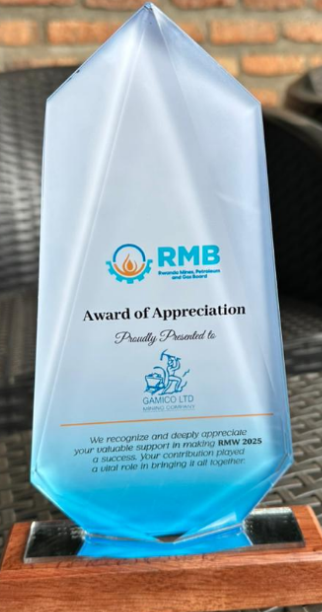 RMB
Rwanda Mines, Petroleum
and Gas Board
Award of Appreciation
Proudly Presented to
GAMICO LTD
MINING COMPANY
We recognize and deeply appreciate
your valuable support in making RMW 2025
a success. Your contribution played
a vital role in bringing it all together.